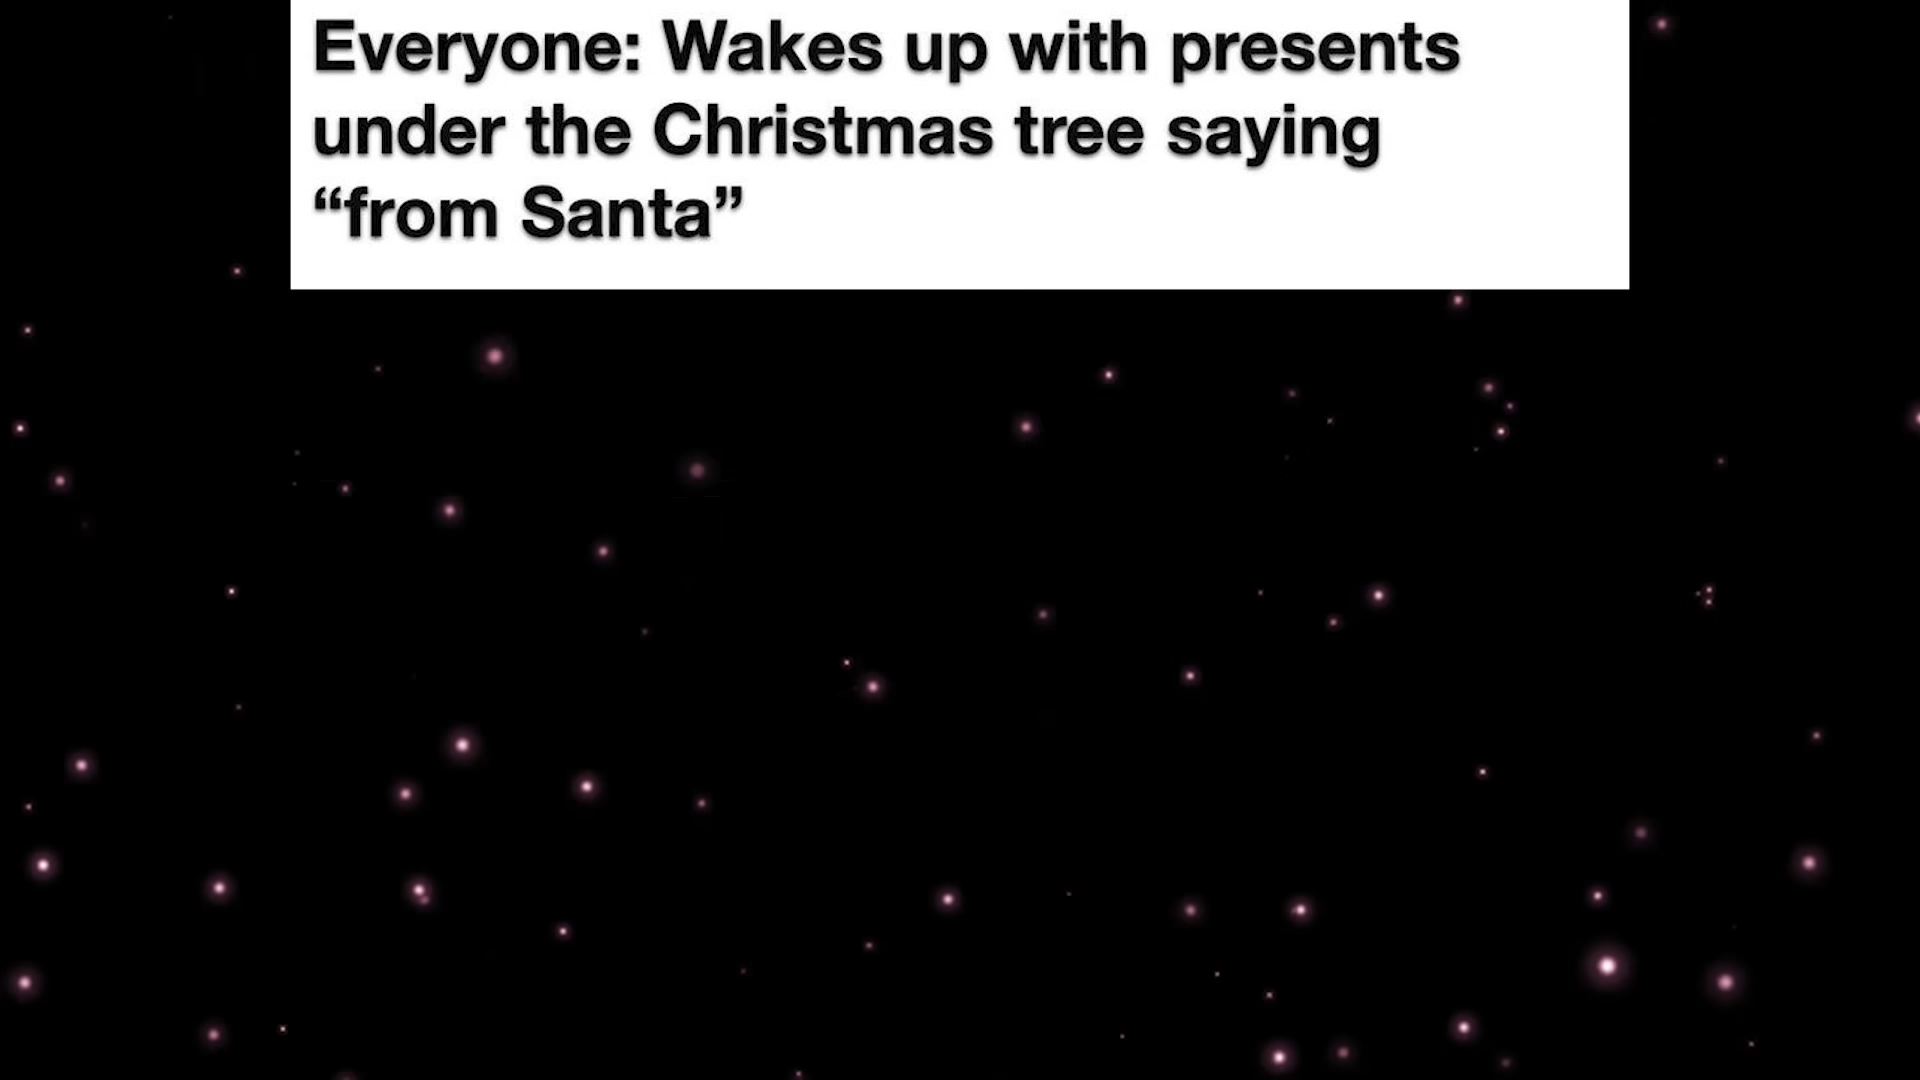 Everyone: Wakes up with presents
under the Christmas tree saying
“from Santa”